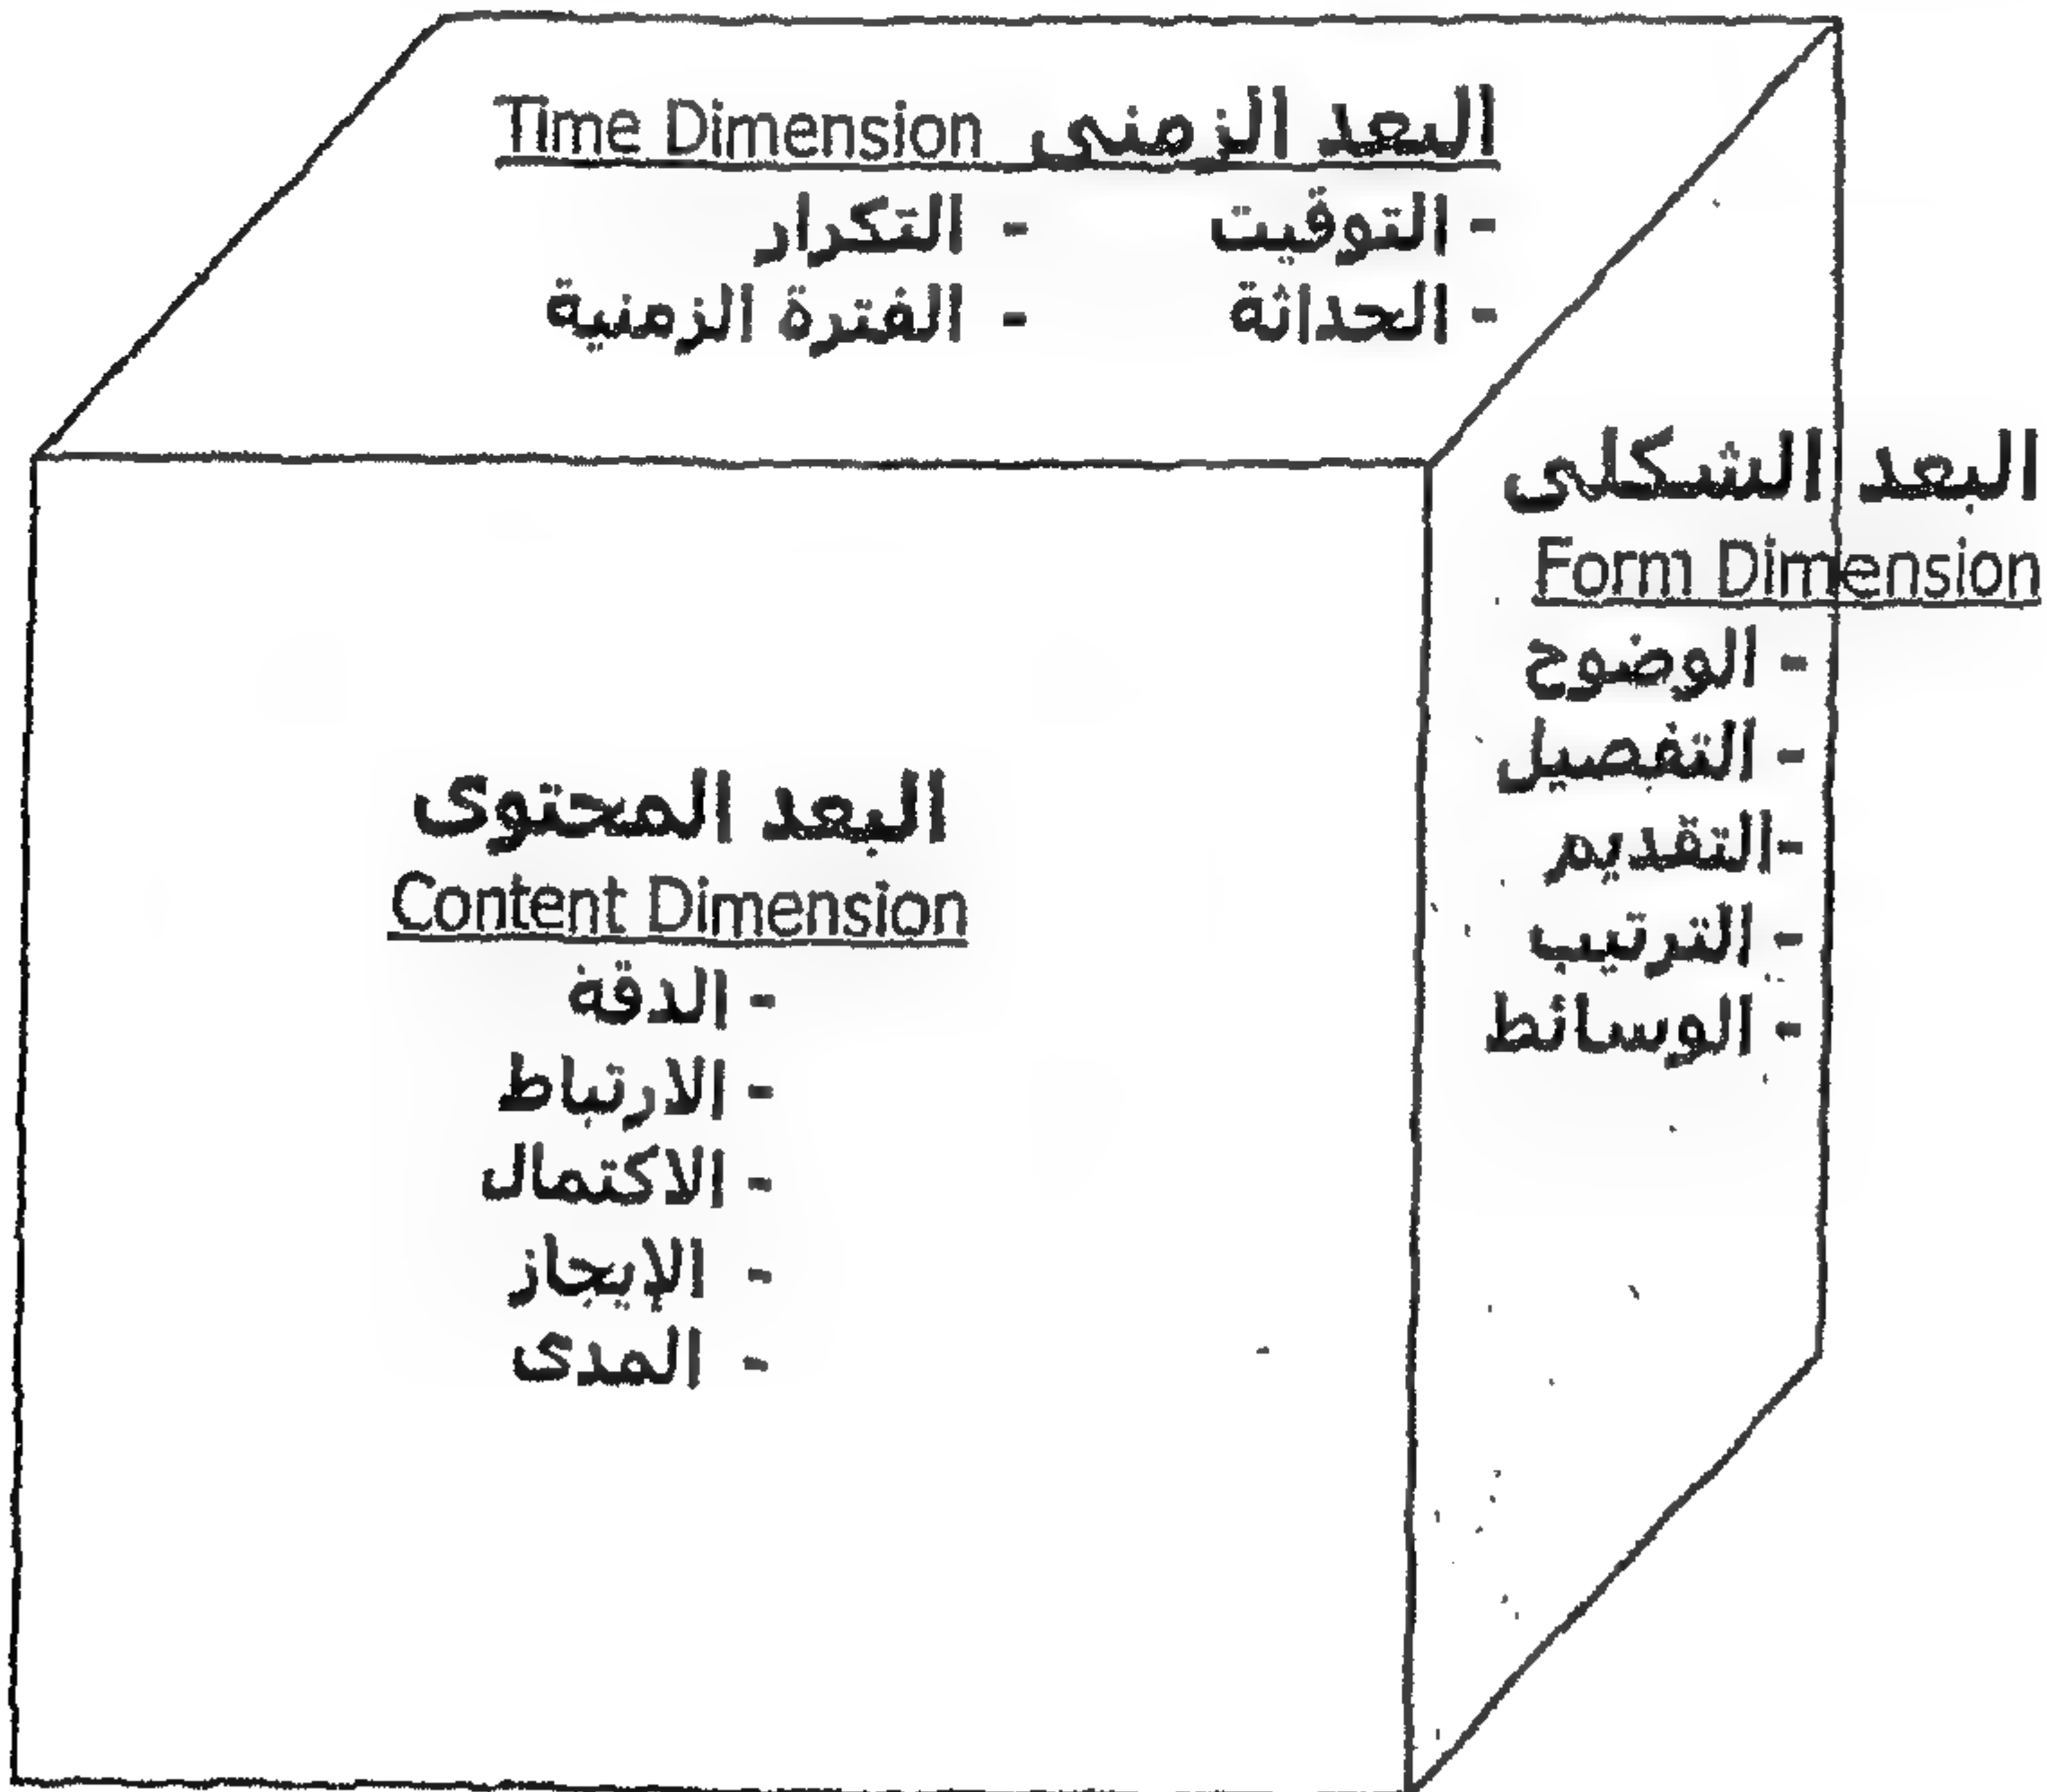 البعد الزمنى Time Dimension
- التوقيت - التكرار
- الحداثة - الفترة الزمنية
البعد الشكلى
Form Dimension
- الوضوح
- التفصيل
-التقديم
- الترتيب
- الوسائط
البعد المحتوى
Content Dimension
- الدقة
- الارتباط
- الاكتمال
- الإيجاز
- المدى